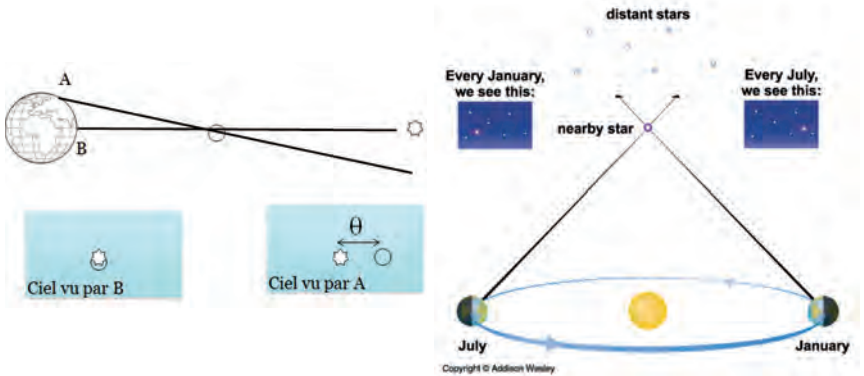 A
B
θ
Ciel vu par B
Ciel vu par A
distant stars
Every January,
we see this:
Every July,
we see this:
nearby star
July
January
Copyright © Addison Wesley